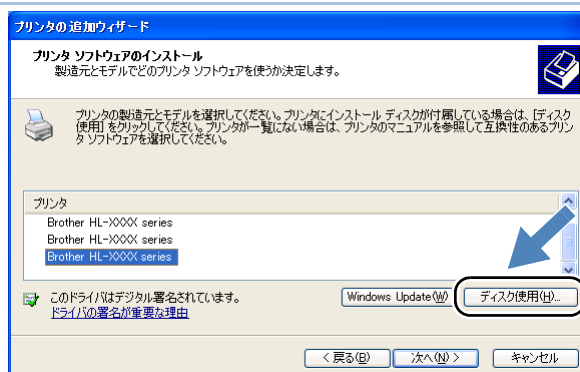 プリンタの追加ウィザード
プリンタ ソフトウェアのインストール
製造元とモデルでどのプリンタ ソフトウェアを使うか決定します。
プリンタの製造元とモデルを選択してください。プリンタにインストール ディスクが付属している場合は、[ディスク
使用] をクリックしてください。プリンタが一覧にない場合は、プリンタのマニュアルを参照して互換性のあるプリン
タ ソフトウェアを選択してください。
プリンタ
Brother HL-XXXX series
Brother HL-XXXX series
Brother HL-XXXX series
このドライバはデジタル署名されています。
ドライバの署名が重要な理由
Windows Update(W)
ディスク使用(H)...
< 戻る(B)
次へ(N) >
キャンセル